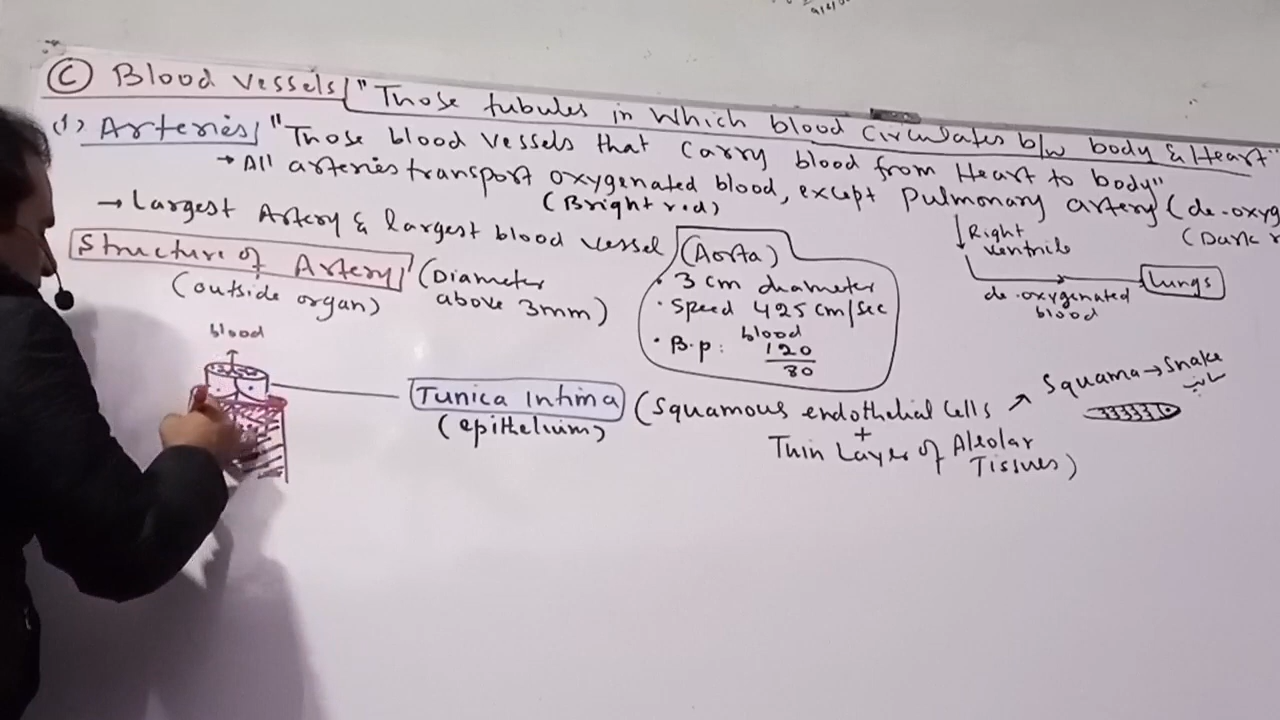 Ⓒ Blood Vessels "Those tubules in Which blood Circulates b/w body & Heart"
(1) Arteries "Those blood Vessels that Carry blood from Heart to body"
→ All arteries transport oxygenated blood, except Pulmonary artery (de-oxyg
(Bright red)
(Dark r
→ Largest Artery & largest blood vessel (Aorta)
• 3 cm diameter
• Speed 425 cm/sec
• B.p: blood 120/80
Right Ventricle
de-oxygenated blood
Lungs
Structure of Artery (Diameter above 3mm)
(outside organ)
blood
Tunica Intima (Squamous endothelial Cells
(epithelium)
+
Thin Layer of Aleolar Tissues)
Squama → Snake
سانپ